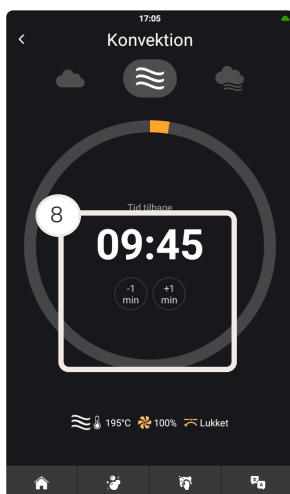 17:05
Konvektion
8
Tid tilbage
09:45
-1 min
+1 min
195°C 100% Lukket